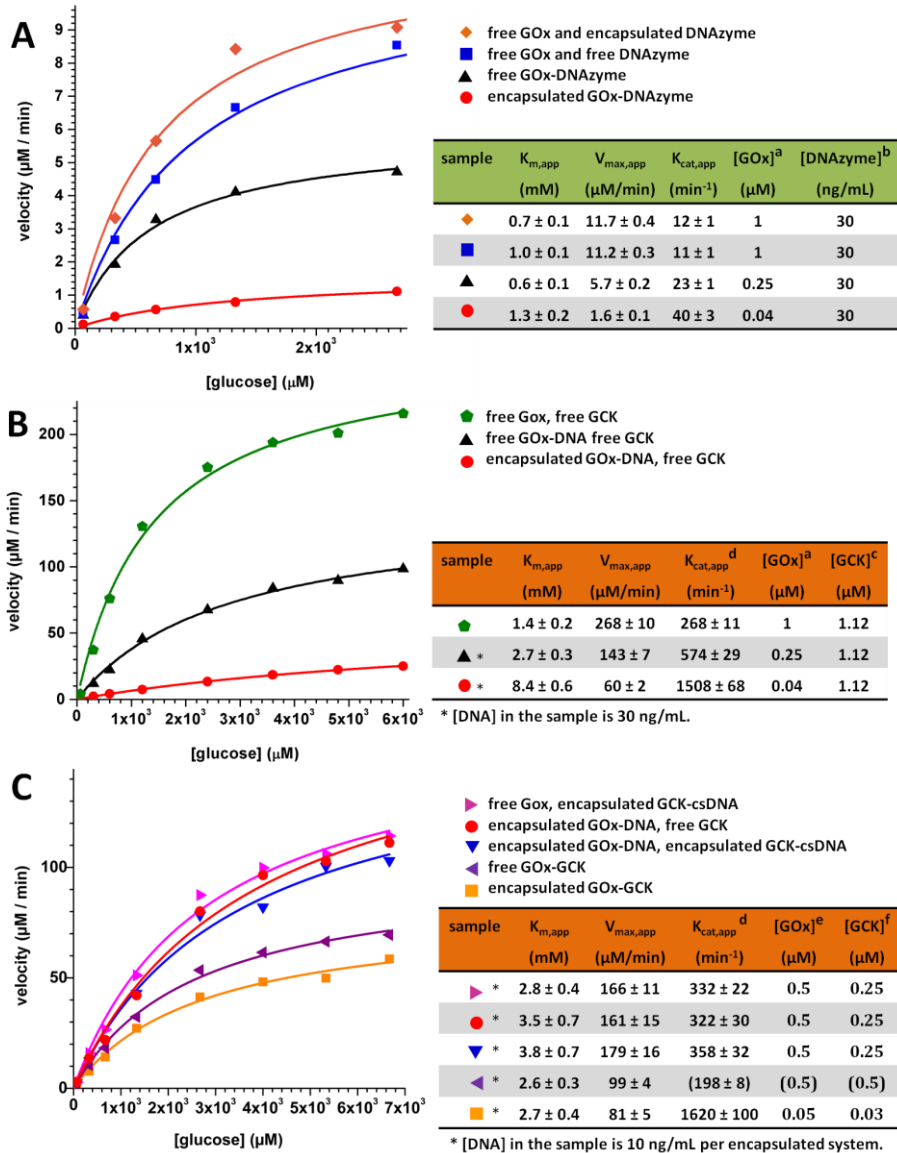 A
free GOx and encapsulated DNAzyme
free GOx and free DNAzyme
free GOx-DNAzyme
encapsulated GOx-DNAzyme
velocity (μM / min)
9
8
7
6
5
4
3
2
1
0
1x10³ 2x10³
[glucose] (μM)
sample K m,app V max,app K cat,app [GOx]ᵃ [DNAzyme]ᵇ
(mM) (μM/min) (min⁻¹) (μM) (ng/mL)
0.7 ± 0.1 11.7 ± 0.4 12 ± 1 1 30
1.0 ± 0.1 11.2 ± 0.3 11 ± 1 1 30
0.6 ± 0.1 5.7 ± 0.2 23 ± 1 0.25 30
1.3 ± 0.2 1.6 ± 0.1 40 ± 3 0.04 30
B
free Gox, free GCK
free GOx-DNA free GCK
encapsulated GOx-DNA, free GCK
velocity (μM / min)
200
150
100
50
0
0 1x10³ 2x10³ 3x10³ 4x10³ 5x10³ 6x10³
[glucose] (μM)
sample K m,app V max,app K cat,app ᵈ [GOx]ᵃ [GCK]ᶜ
(mM) (μM/min) (min⁻¹) (μM) (μM)
1.4 ± 0.2 268 ± 10 268 ± 11 1 1.12
* 2.7 ± 0.3 143 ± 7 574 ± 29 0.25 1.12
* 8.4 ± 0.6 60 ± 2 1508 ± 68 0.04 1.12
* [DNA] in the sample is 30 ng/mL.
C
free Gox, encapsulated GCK-csDNA
encapsulated GOx-DNA, free GCK
encapsulated GOx-DNA, encapsulated GCK-csDNA
free GOx-GCK
encapsulated GOx-GCK
velocity (μM / min)
100
50
0
0 1x10³ 2x10³ 3x10³ 4x10³ 5x10³ 6x10³ 7x10³
[glucose] (μM)
sample K m,app V max,app K cat,app ᵈ [GOx]ᵉ [GCK]ᶠ
(mM) (μM/min) (min⁻¹) (μM) (μM)
* 2.8 ± 0.4 166 ± 11 332 ± 22 0.5 0.25
* 3.5 ± 0.7 161 ± 15 322 ± 30 0.5 0.25
* 3.8 ± 0.7 179 ± 16 358 ± 32 0.5 0.25
* 2.6 ± 0.3 99 ± 4 (198 ± 8) (0.5) (0.5)
* 2.7 ± 0.4 81 ± 5 1620 ± 100 0.05 0.03
* [DNA] in the sample is 10 ng/mL per encapsulated system.